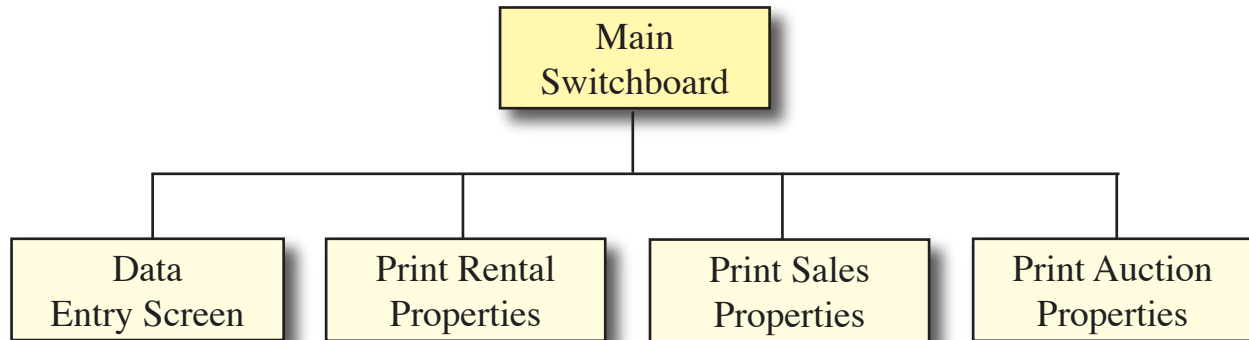 Main
Switchboard
Data
Entry Screen
Print Rental
Properties
Print Sales
Properties
Print Auction
Properties